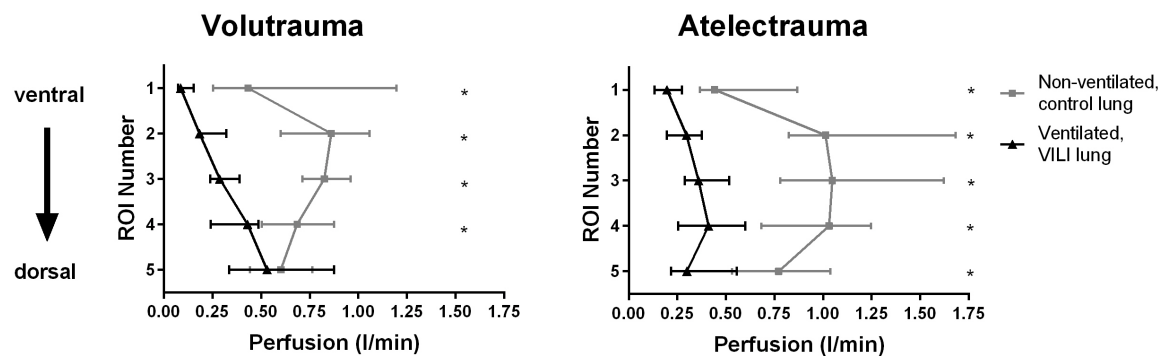 Volutrauma
ventral
dorsal
ROI Number
1
*
2
*
3
*
4
*
5
0.00 0.25 0.50 0.75 1.00 1.25 1.50 1.75
Perfusion (l/min)
Atelectrauma
ROI Number
1
*
2
*
3
*
4
*
5
*
0.00 0.25 0.50 0.75 1.00 1.25 1.50 1.75
Perfusion (l/min)
Non-ventilated,
control lung
Ventilated,
VILI lung